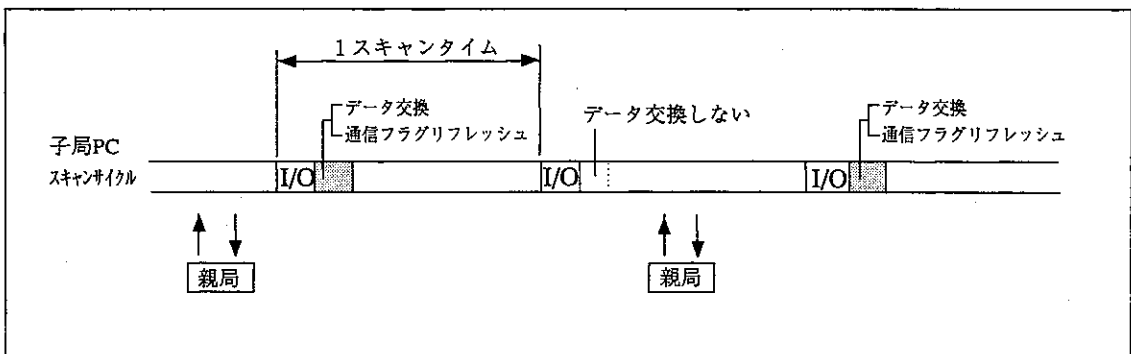 1スキャンタイム
データ交換
通信フラグリフレッシュ
データ交換しない
データ交換
通信フラグリフレッシュ
子局PC
スキャンサイクル
I/O
I/O
I/O
親局
親局